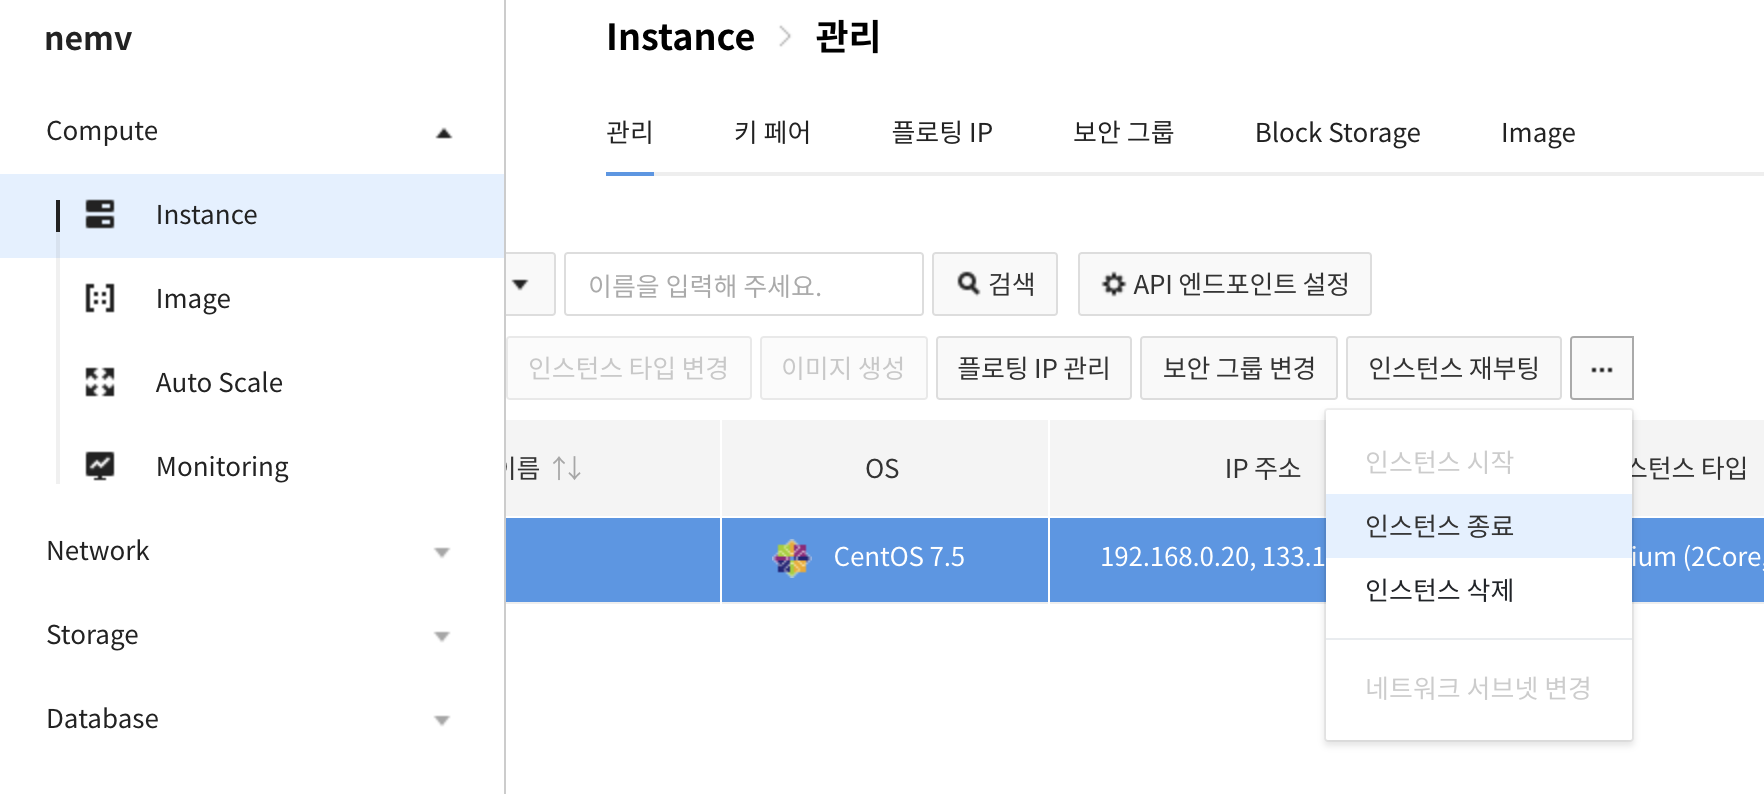 nemv
Compute
Instance
Image
Auto Scale
Monitoring
Network
Storage
Database
Instance > 관리
관리 키 페어 플로팅 IP 보안 그룹 Block Storage Image
이름을 입력해 주세요. 검색 API 엔드포인트 설정
인스턴스 타입 변경 이미지 생성 플로팅 IP 관리 보안 그룹 변경 인스턴스 재부팅 ...
이름 ↑↓ OS IP 주소 스턴스 타입
CentOS 7.5 192.168.0.20, 133.1 ium (2Core,
인스턴스 시작
인스턴스 종료
인스턴스 삭제
네트워크 서브넷 변경